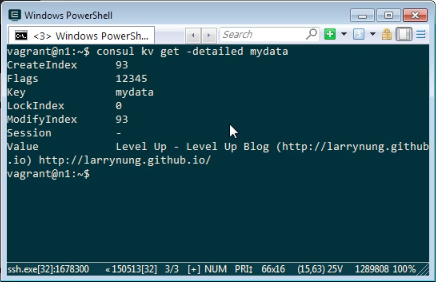 Windows PowerShell
<3> Windows PowerSh...
Search
vagrant@n1:~$ consul kv get -detailed mydata
CreateIndex      93
Flags            12345
Key              mydata
LockIndex        0
ModifyIndex      93
Session          -
Value            Level Up - Level Up Blog (http://larrynung.github
.io) http://larrynung.github.io/
vagrant@n1:~$
ssh.exe[32]:1678300 «150513[32] 3/3 [+] NUM PRI‡ 66x16 (15,63) 25V 1289808 100%